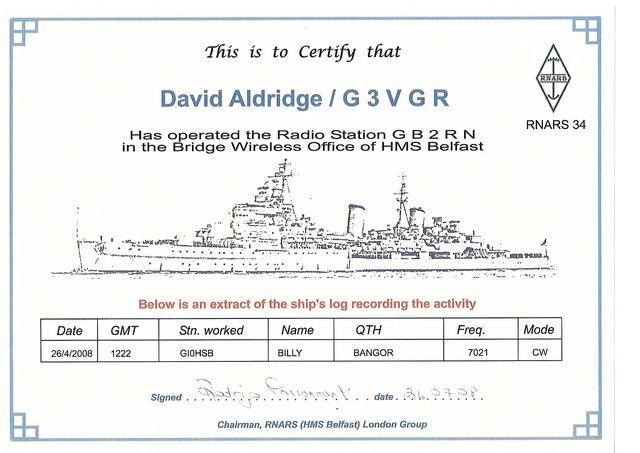 This is to Certify that
RNARS
RNARS 34
David Aldridge / G 3 V G R
Has operated the Radio Station G B 2 R N
in the Bridge Wireless Office of HMS Belfast
Below is an extract of the ship's log recording the activity
Date GMT Stn. worked Name QTH Freq. Mode
26/4/2008 1222 GI0HSB BILLY BANGOR 7021 CW
Signed date
Chairman, RNARS (HMS Belfast) London Group